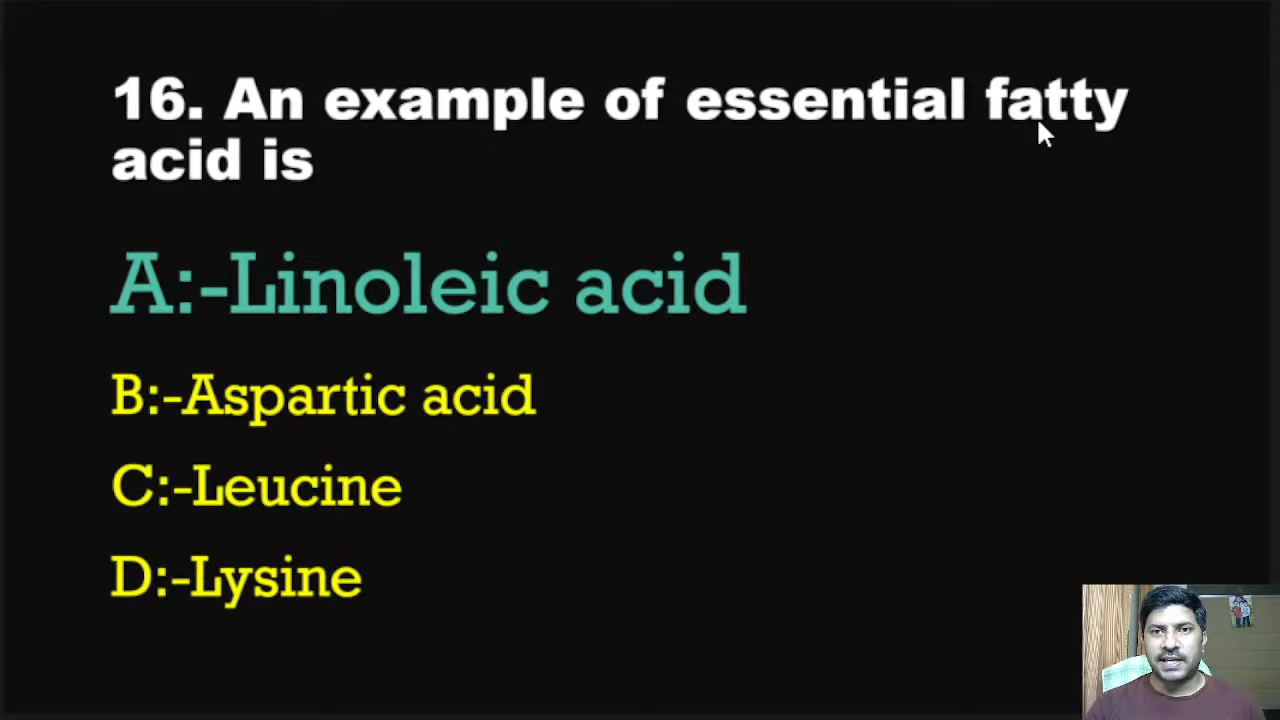 16. An example of essential fatty
acid is
A:-Linoleic acid
B:-Aspartic acid
C:-Leucine
D:-Lysine